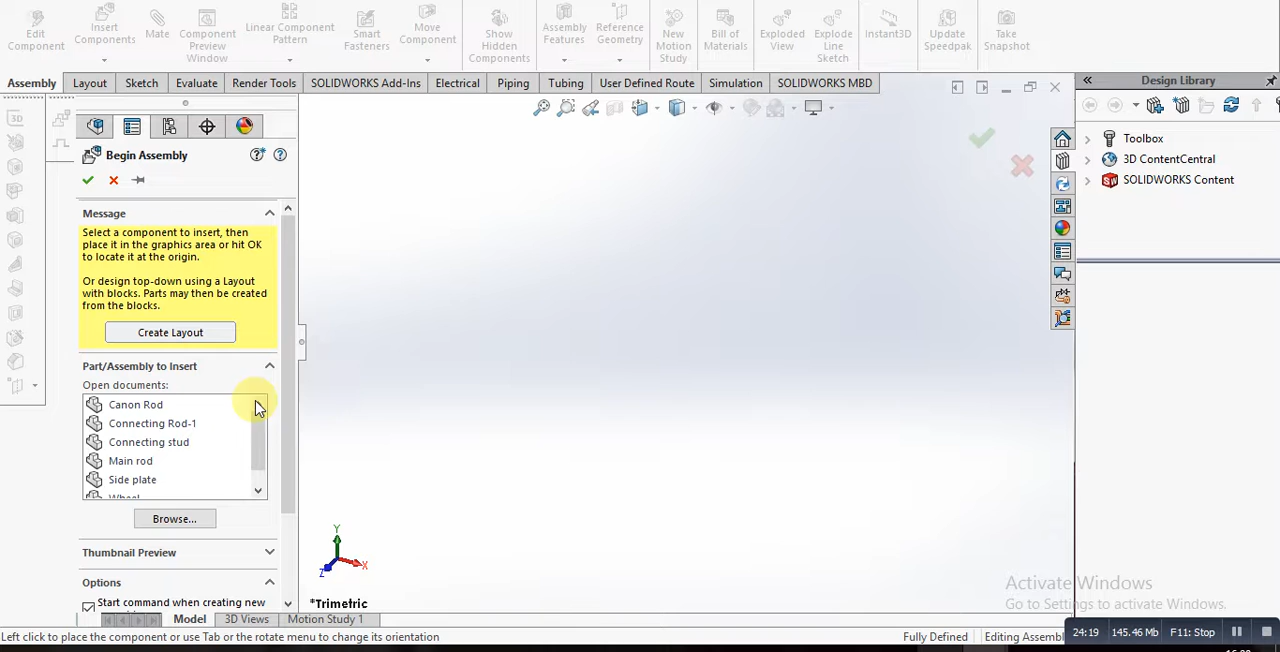 Edit Component
Insert Components
Mate
Component Preview Window
Linear Component Pattern
Smart Fasteners
Move Component
Show Hidden Components
Assembly Features
Reference Geometry
New Motion Study
Bill of Materials
Exploded View
Explode Line Sketch
Instant3D
Update Speedpak
Take Snapshot
Assembly
Layout
Sketch
Evaluate
Render Tools
SOLIDWORKS Add-Ins
Electrical
Piping
Tubing
User Defined Route
Simulation
SOLIDWORKS MBD
Design Library
Toolbox
3D ContentCentral
SOLIDWORKS Content
3D
Begin Assembly
Message
Select a component to insert, then
place it in the graphics area or hit OK
to locate it at the origin.
Or design top-down using a Layout
with blocks. Parts may then be created
from the blocks.
Create Layout
Part/Assembly to Insert
Open documents:
Canon Rod
Connecting Rod-1
Connecting stud
Main rod
Side plate
Wheel
Browse...
Thumbnail Preview
Options
Start command when creating new
Y
X
Z
*Trimetric
Activate Windows
Go to Settings to activate Windows.
Model
3D Views
Motion Study 1
Left click to place the component or use Tab or the rotate menu to change its orientation
Fully Defined
Editing Assembl
24:19
145.46 Mb
F11: Stop